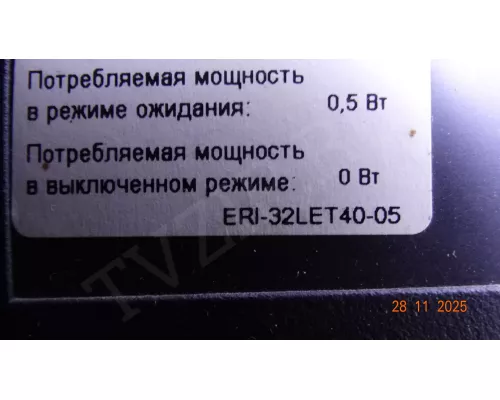 Потребляемая мощность
в режиме ожидания: 0,5 Вт
Потребляемая мощность
в выключенном режиме: 0 Вт
ERI-32LET40-05
28 11 2025